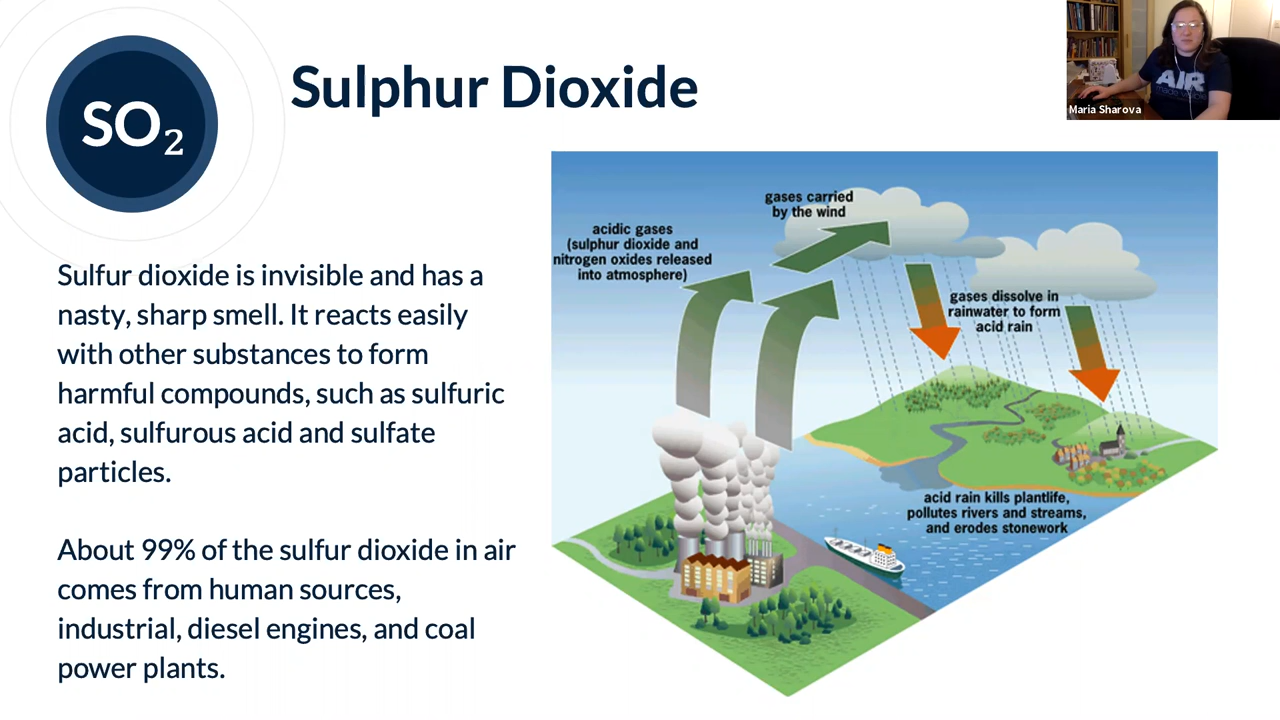 SO₂
Sulphur Dioxide
AIR
Maria Sharova
Sulfur dioxide is invisible and has a
nasty, sharp smell. It reacts easily
with other substances to form
harmful compounds, such as sulfuric
acid, sulfurous acid and sulfate
particles.
About 99% of the sulfur dioxide in air
comes from human sources,
industrial, diesel engines, and coal
power plants.
gases carried
by the wind
acidic gases
(sulphur dioxide and
nitrogen oxides released
into atmosphere)
gases dissolve in
rainwater to form
acid rain
acid rain kills plantlife,
pollutes rivers and streams,
and erodes stonework